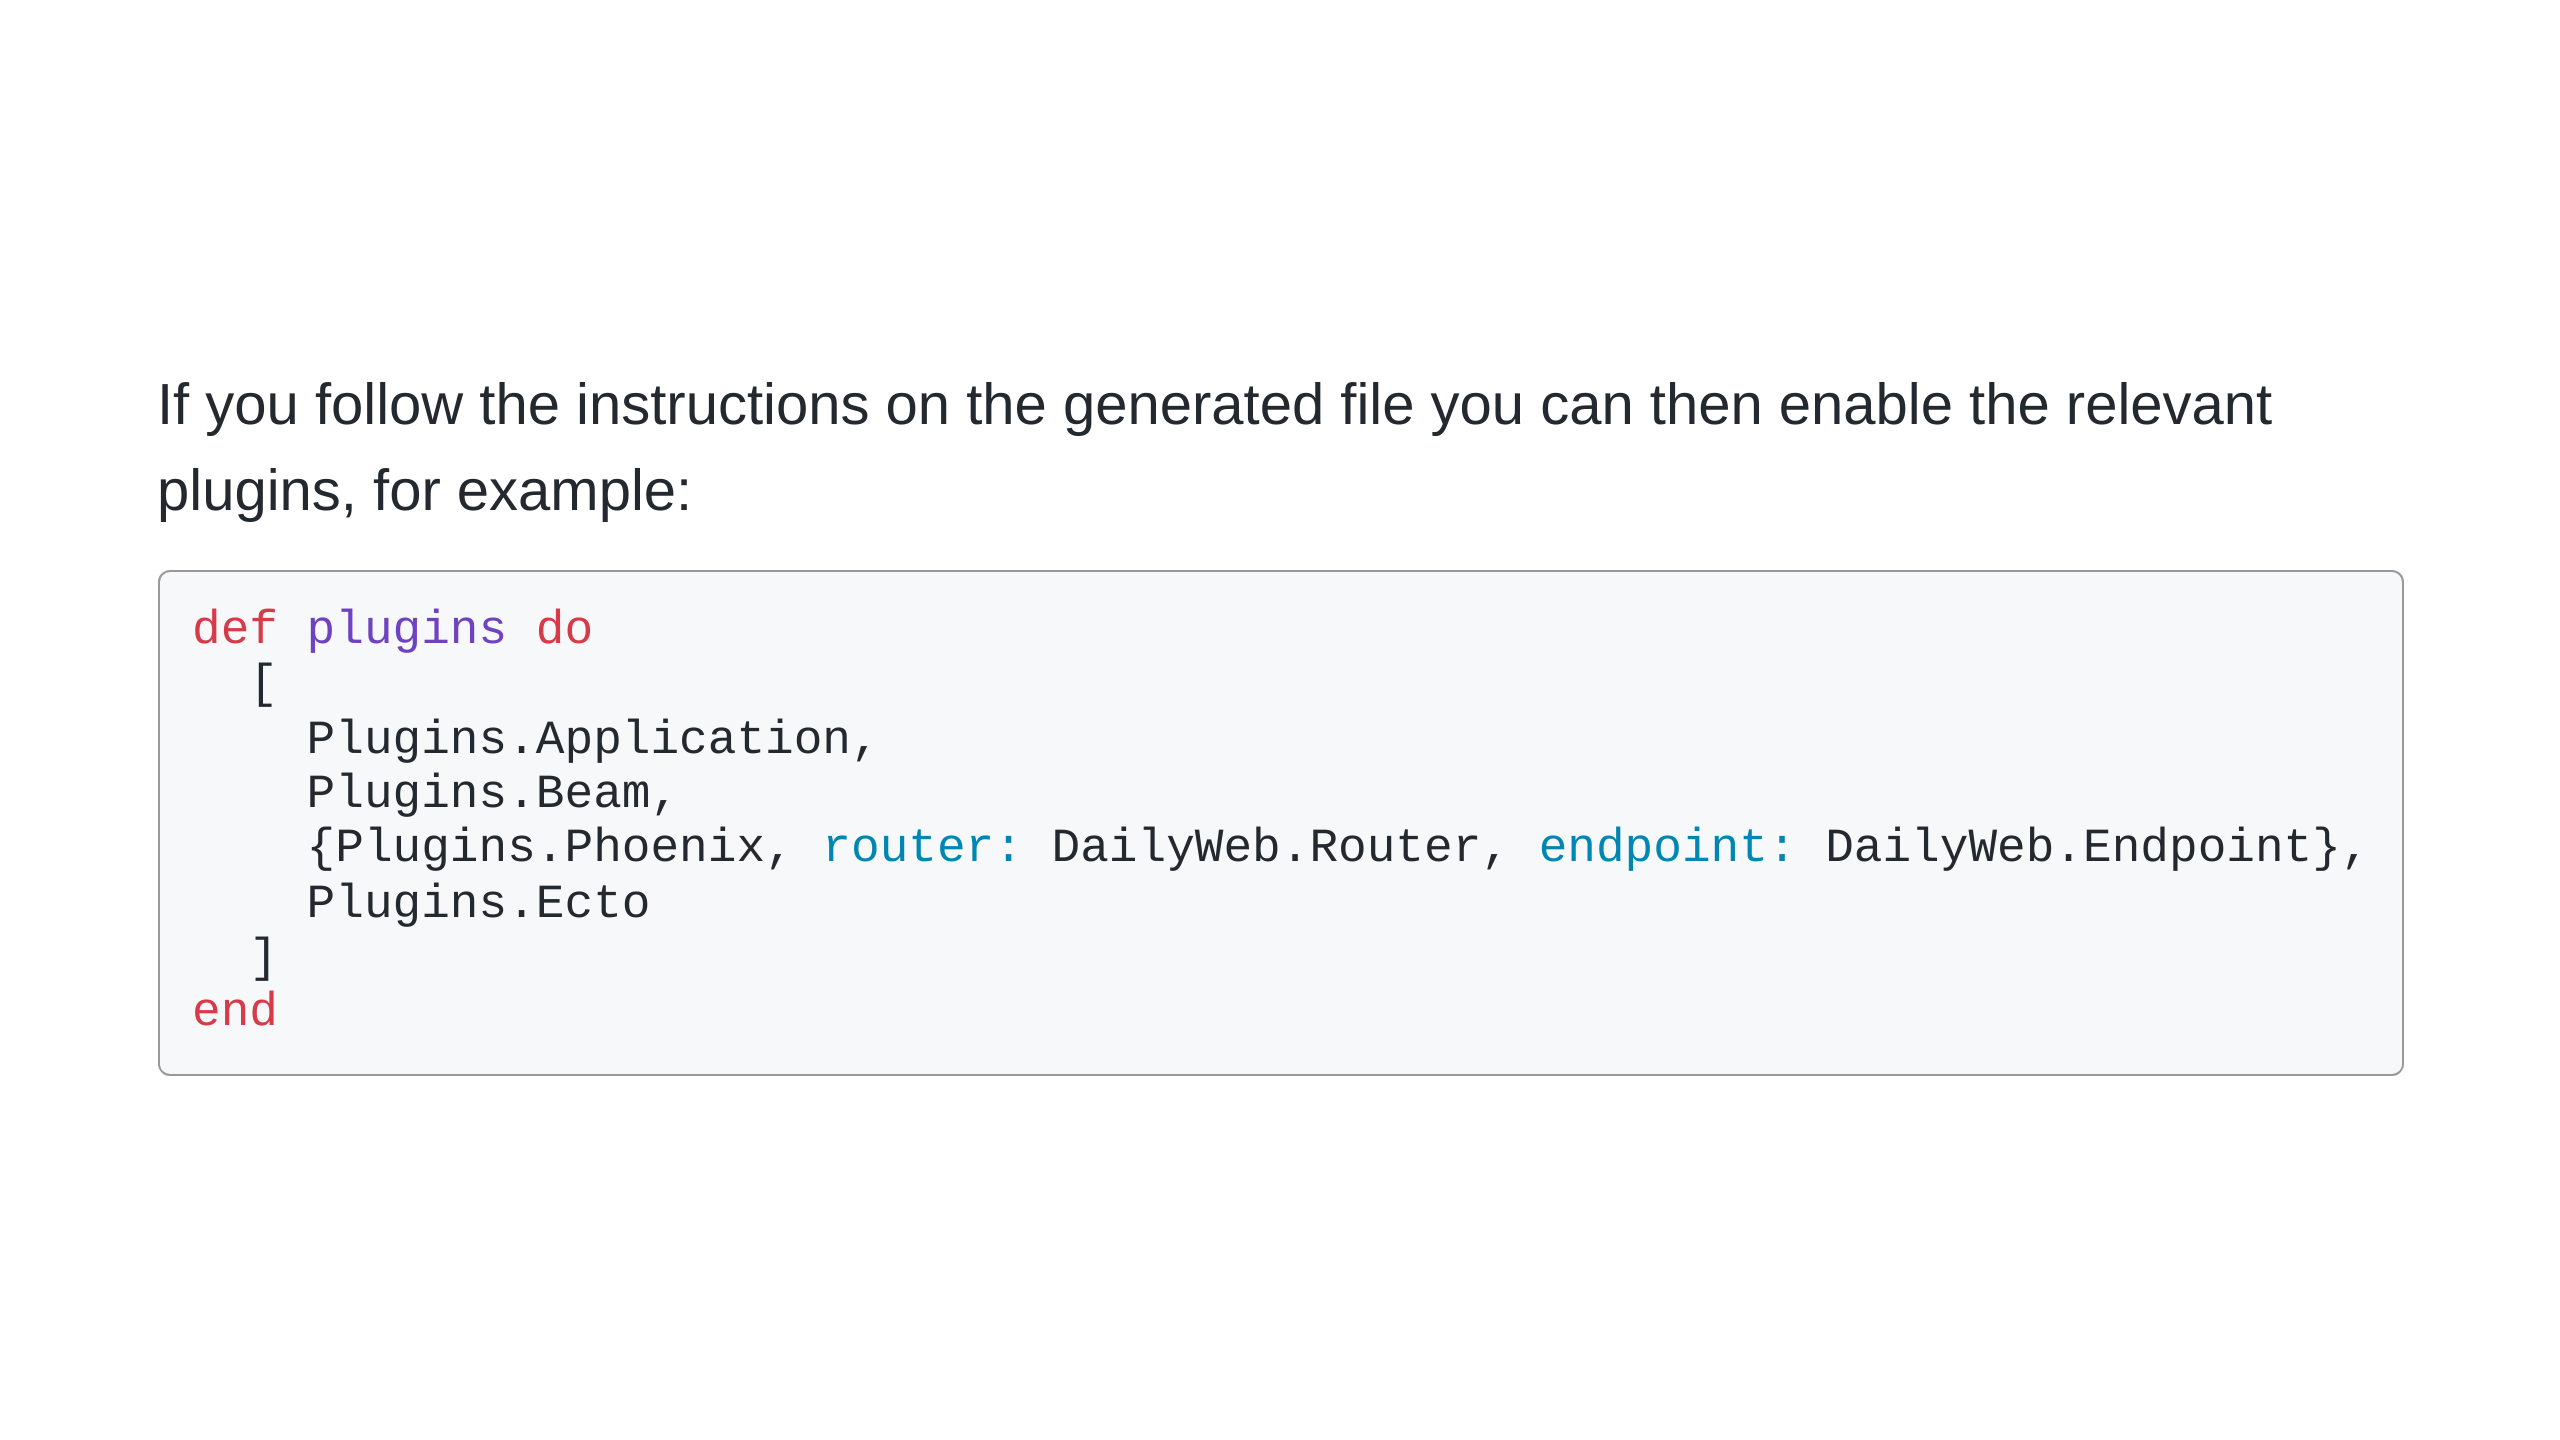 If you follow the instructions on the generated file you can then enable the relevant
plugins, for example:
def plugins do
  [
    Plugins.Application,
    Plugins.Beam,
    {Plugins.Phoenix, router: DailyWeb.Router, endpoint: DailyWeb.Endpoint},
    Plugins.Ecto
  ]
end